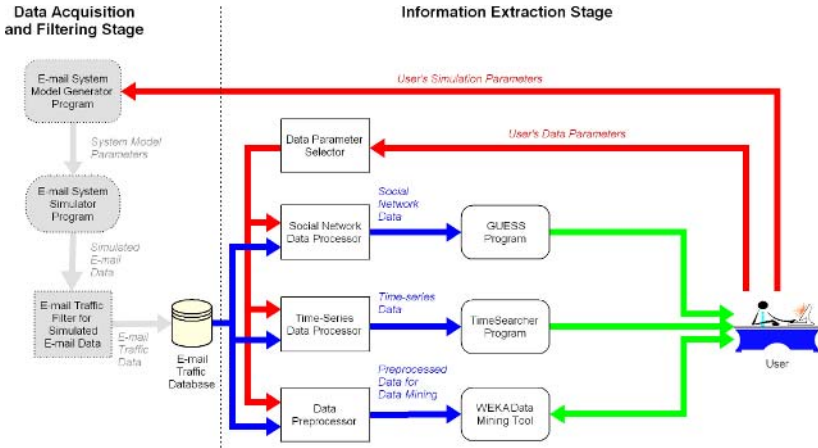 Data Acquisition
and Filtering Stage
Information Extraction Stage
E-mail System
Model Generator
Program
User's Simulation Parameters
System Model
Parameters
Data Parameter
Selector
User's Data Parameters
E-mail System
Simulator
Program
Social
Network
Data
Social Network
Data Processor
GUESS
Program
Simulated
E-mail
Data
E-mail Traffic
Filter for
Simulated
E-mail Data
E-mail
Traffic
Data
E-mail
Traffic
Database
Time-series
Data
Time-Series
Data Processor
TimeSearcher
Program
User
Preprocessed
Data for
Data Mining
Data
Preprocessor
WEKAData
Mining Tool